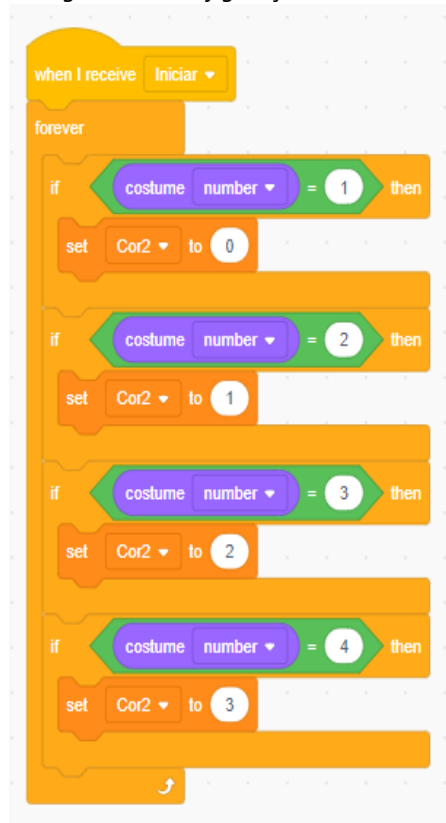 when I receive Iniciar
forever
if costume number = 1 then
set Cor2 to 0
if costume number = 2 then
set Cor2 to 1
if costume number = 3 then
set Cor2 to 2
if costume number = 4 then
set Cor2 to 3